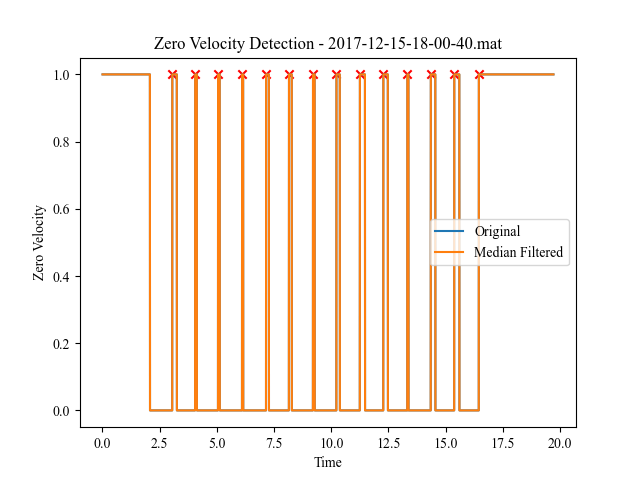 Zero Velocity Detection - 2017-12-15-18-00-40.mat
1.0
0.8
0.6
0.4
0.2
0.0
Zero Velocity
Original
Median Filtered
0.0 2.5 5.0 7.5 10.0 12.5 15.0 17.5 20.0
Time